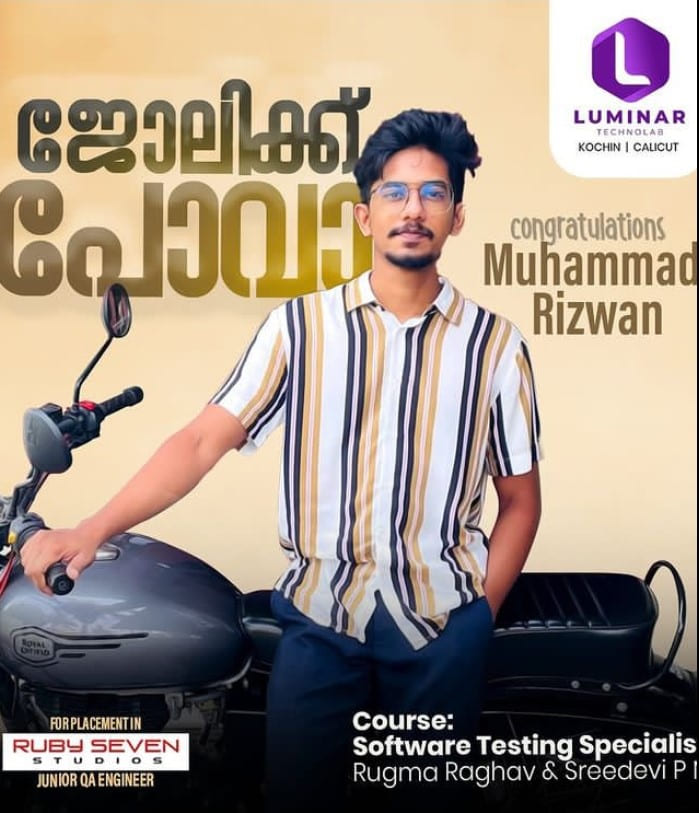 ജോലിക്ക്
പോവാ
LUMINAR
TECHNOLAB
KOCHIN | CALICUT
congratulations
Muhammad
Rizwan
ROYAL
ENFIELD
FOR PLACEMENT IN
RUBY SEVEN
STUDIOS
JUNIOR QA ENGINEER
Course:
Software Testing Specialis
Rugma Raghav & Sreedevi P